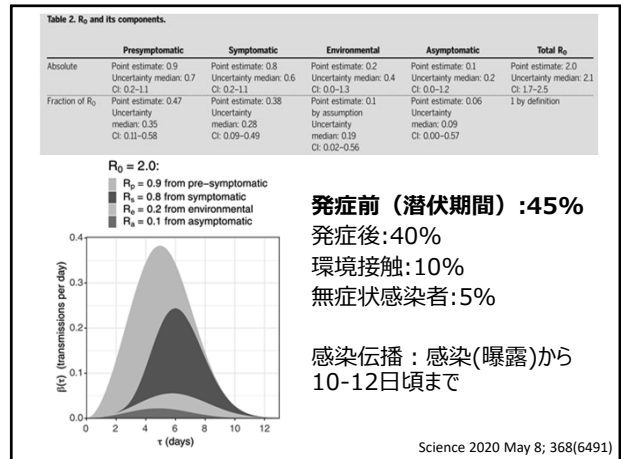 Table 2. R₀ and its components.
Presymptomatic Symptomatic Environmental Asymptomatic Total R₀
Absolute Point estimate: 0.9 Point estimate: 0.8 Point estimate: 0.2 Point estimate: 0.1 Point estimate: 2.0
Uncertainty median: 0.7 Uncertainty median: 0.6 Uncertainty median: 0.4 Uncertainty median: 0.2 Uncertainty median: 2.1
CI: 0.2–1.1 CI: 0.2–1.1 CI: 0.0–1.3 CI: 0.0–1.2 CI: 1.7–2.5
Fraction of R₀ Point estimate: 0.47 Point estimate: 0.38 Point estimate: 0.1 Point estimate: 0.06 1 by definition
Uncertainty Uncertainty by assumption Uncertainty
median: 0.35 median: 0.28 Uncertainty median: 0.09
CI: 0.11–0.58 CI: 0.09–0.49 median: 0.19 CI: 0.00–0.57
CI: 0.02–0.56
R₀ = 2.0:
Rₚ = 0.9 from pre−symptomatic
Rₛ = 0.8 from symptomatic
Rₑ = 0.2 from environmental
Rₐ = 0.1 from asymptomatic
0.4
0.3
0.2
0.1
0.0
β(τ) (transmissions per day)
0 2 4 6 8 10 12
τ (days)
発症前（潜伏期間）:45%
発症後:40%
環境接触:10%
無症状感染者:5%
感染伝播：感染(曝露)から
10-12日頃まで
Science 2020 May 8; 368(6491)